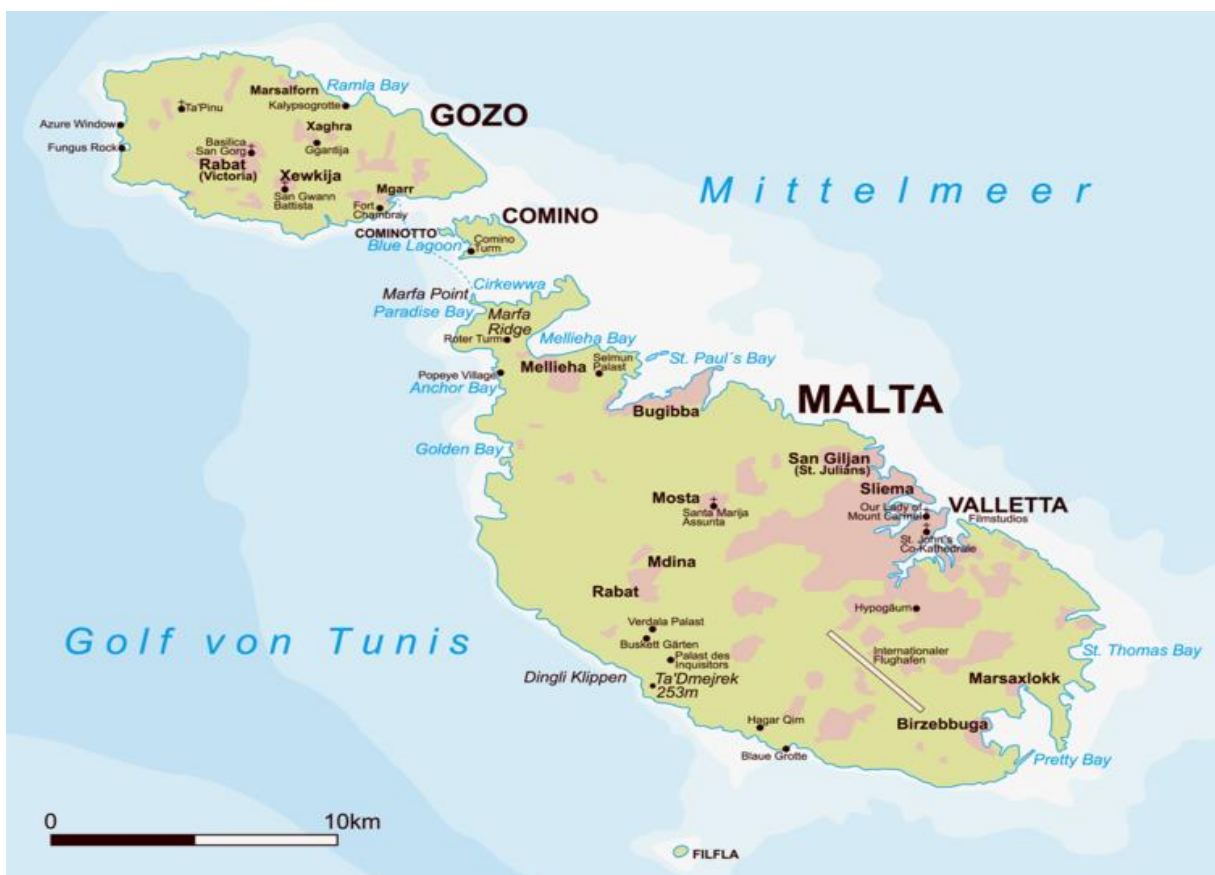 Marsalforn
Ramla Bay
Kalypsogrotte
GOZO
Ta'Pinu
Azure Window
Fungus Rock
Xaghra
Ggantija
Basilica
San Gorg
Rabat
(Victoria)
Xewkija
San Gwann
Battista
Mgarr
Fort
Chambray
Mittelmeer
COMINO
COMINOTTO
Blue Lagoon
Comino
Turm
Cirkewwa
Marfa Point
Paradise Bay
Marfa
Ridge
Roter Turm
Mellieha Bay
Mellieha
Selmun
Palast
St. Paul´s Bay
Popeye Village
Anchor Bay
Bugibba
MALTA
Golden Bay
San Giljan
(St. Julians)
Sliema
Mosta
Santa Marija
Assunta
Our Lady of
Mount Carmel
VALLETTA
Filmstudios
St. John´s
Co-Kathedrale
Mdina
Rabat
Hypogäum
Verdala Palast
Buskett Gärten
Palast des
Inquisitors
Golf von Tunis
Dingli Klippen
Ta'Dmejrek
253m
Internationaler
Flughafen
St. Thomas Bay
Marsaxlokk
Hagar Qim
Birzebbuga
Blaue Grotte
Pretty Bay
0 10km
FILFLA